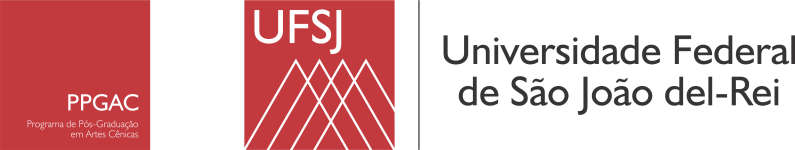 PPGAC
Programa de Pós-Graduação
em Artes Cênicas
UFSJ
Universidade Federal
de São João del-Rei